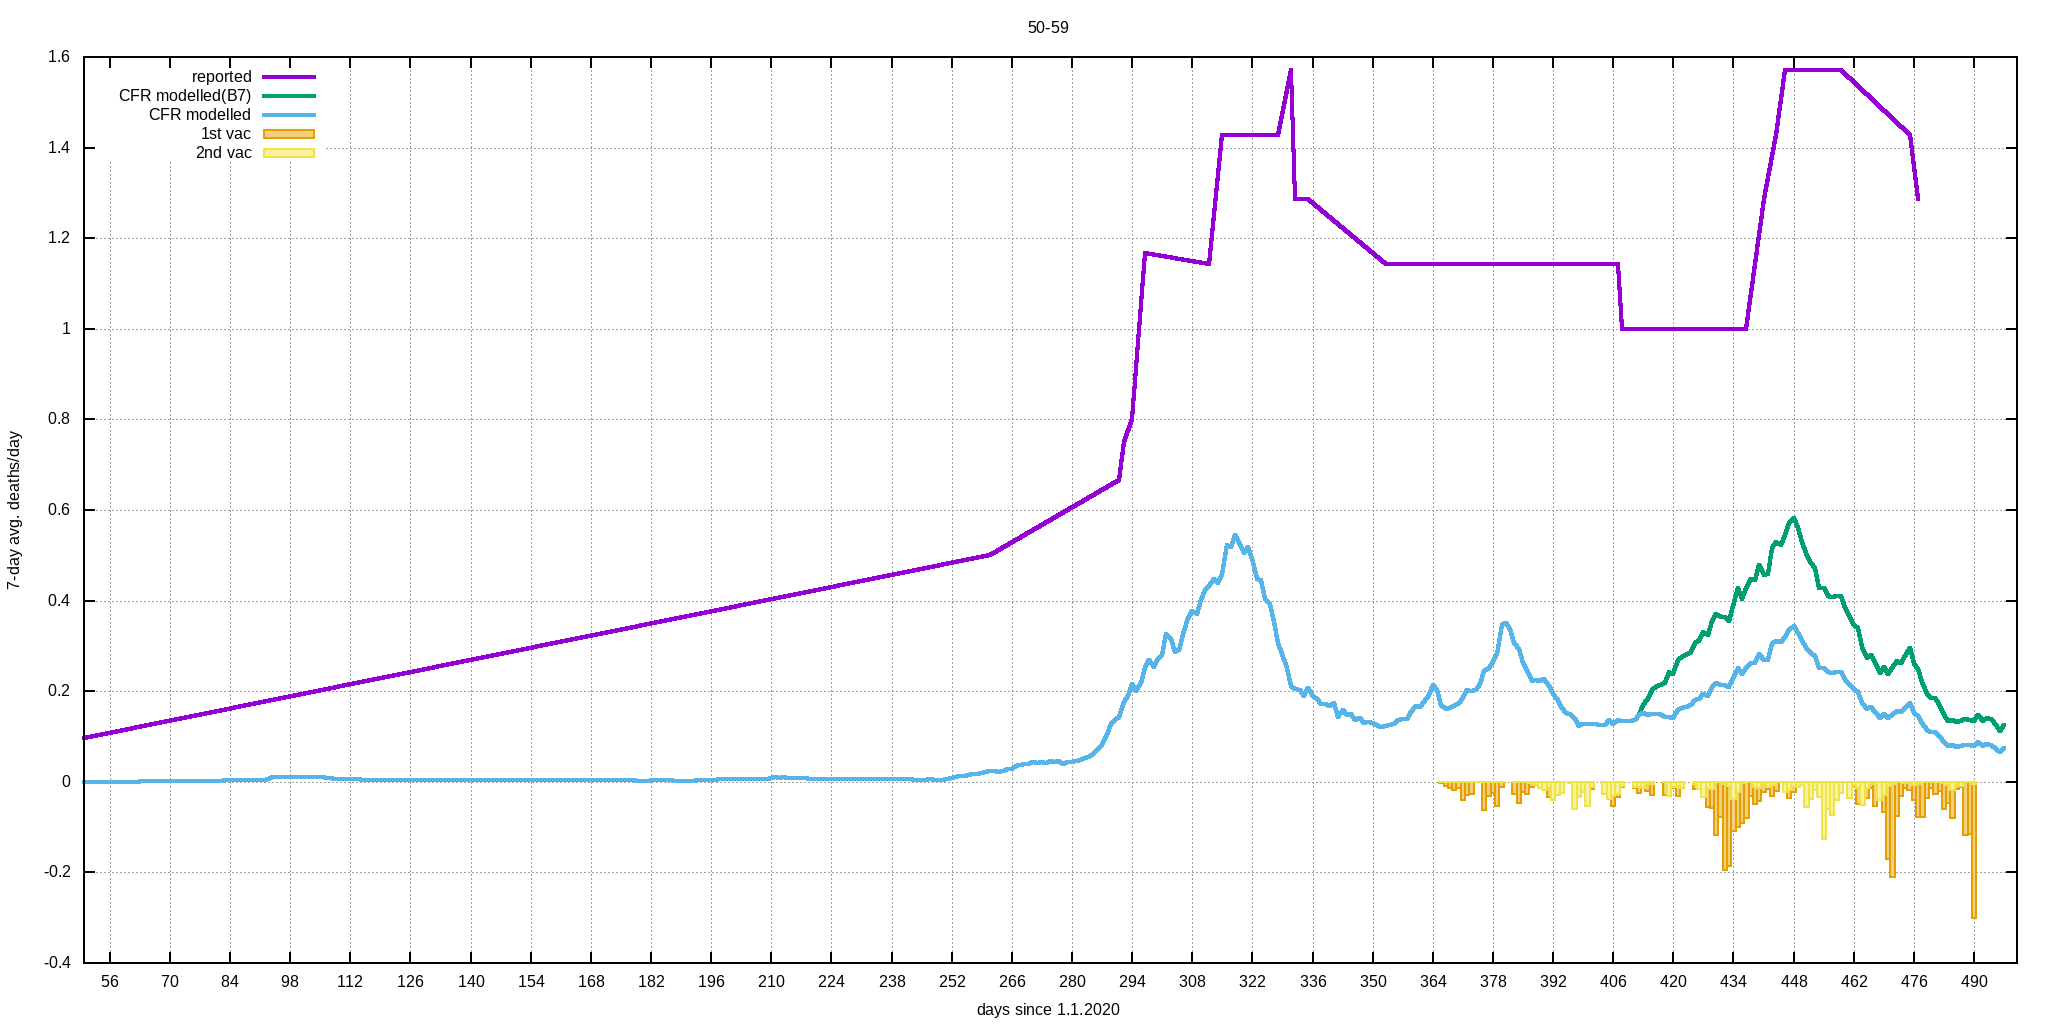 50-59
reported
CFR modelled(B7)
CFR modelled
1st vac
2nd vac
1.6
1.4
1.2
1
0.8
0.6
0.4
0.2
0
-0.2
-0.4
7-day avg. deaths/day
56 70 84 98 112 126 140 154 168 182 196 210 224 238 252 266 280 294 308 322 336 350 364 378 392 406 420 434 448 462 476 490
days since 1.1.2020